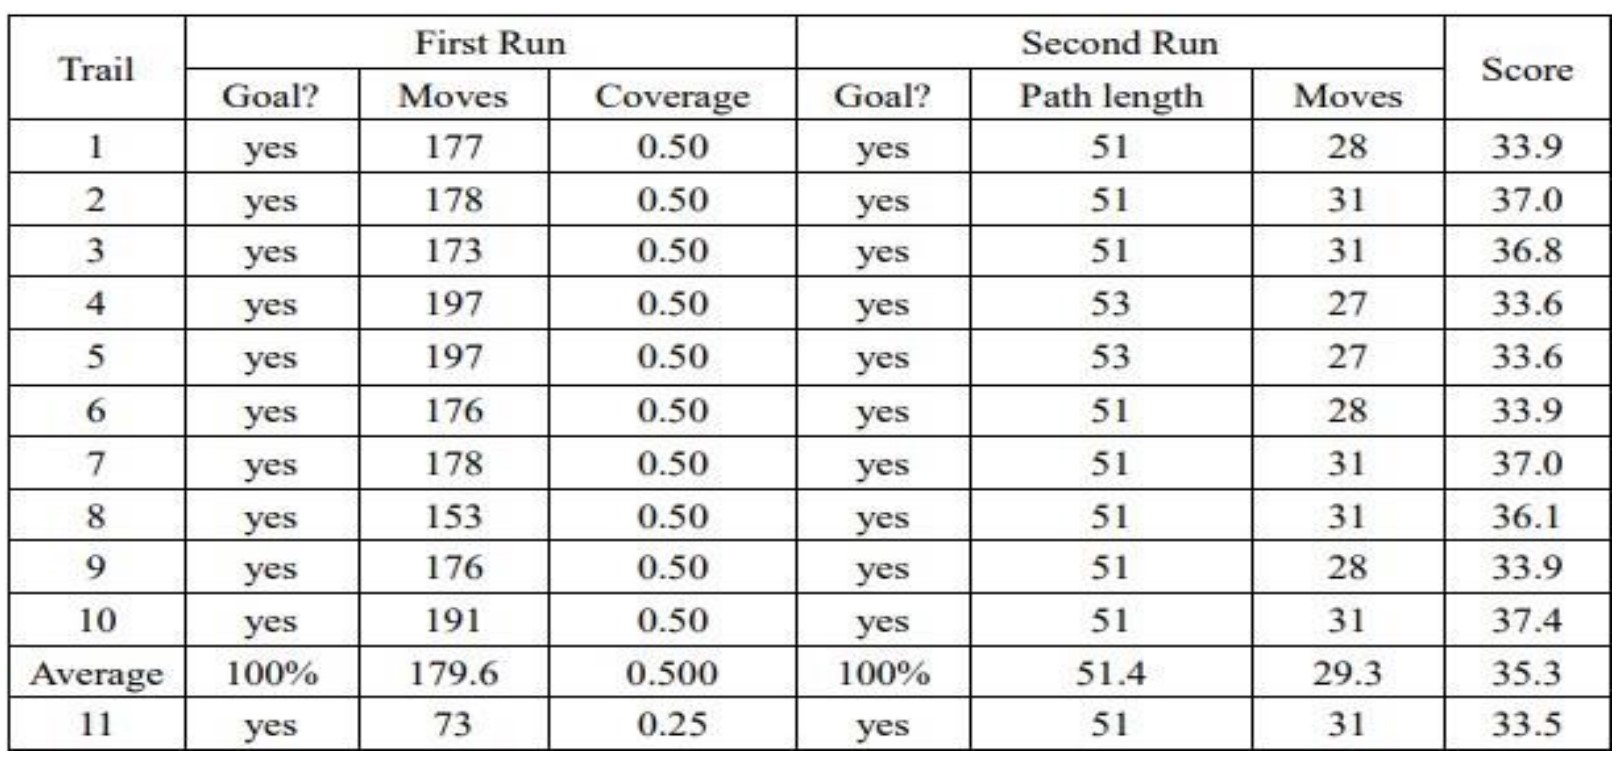 Trail First Run Second Run Score
Goal? Moves Coverage Goal? Path length Moves
1 yes 177 0.50 yes 51 28 33.9
2 yes 178 0.50 yes 51 31 37.0
3 yes 173 0.50 yes 51 31 36.8
4 yes 197 0.50 yes 53 27 33.6
5 yes 197 0.50 yes 53 27 33.6
6 yes 176 0.50 yes 51 28 33.9
7 yes 178 0.50 yes 51 31 37.0
8 yes 153 0.50 yes 51 31 36.1
9 yes 176 0.50 yes 51 28 33.9
10 yes 191 0.50 yes 51 31 37.4
Average 100% 179.6 0.500 100% 51.4 29.3 35.3
11 yes 73 0.25 yes 51 31 33.5